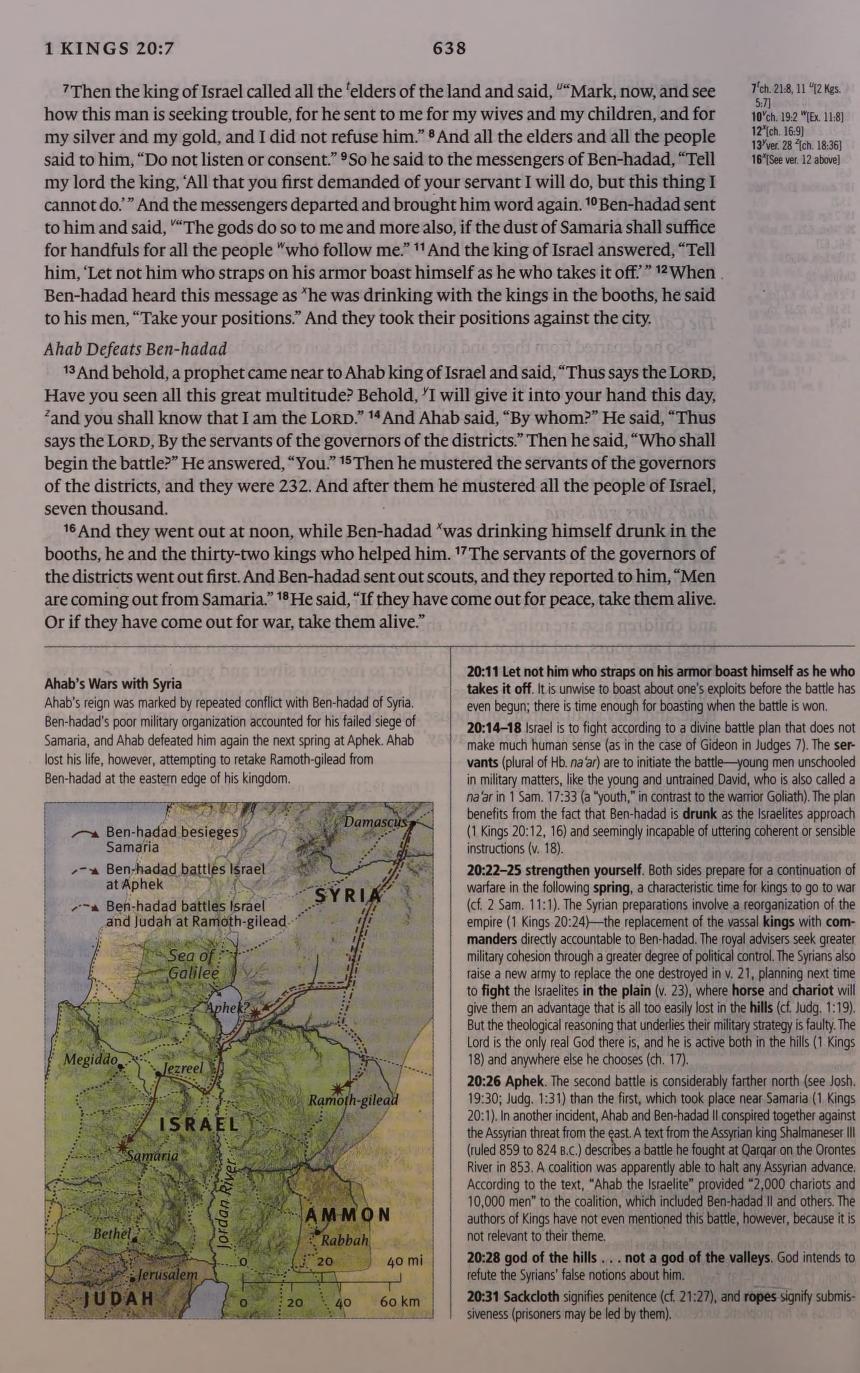 1 KINGS 20:7
638
7Then the king of Israel called all the telders of the land and said, u“Mark, now, and see
how this man is seeking trouble, for he sent to me for my wives and my children, and for
my silver and my gold, and I did not refuse him.” 8And all the elders and all the people
said to him, “Do not listen or consent.” 9So he said to the messengers of Ben-hadad, “Tell
my lord the king, ‘All that you first demanded of your servant I will do, but this thing I
cannot do.’” And the messengers departed and brought him word again. 10Ben-hadad sent
to him and said, v“The gods do so to me and more also, if the dust of Samaria shall suffice
for handfuls for all the people wwho follow me.” 11And the king of Israel answered, “Tell
him, ‘Let not him who straps on his armor boast himself as he who takes it off.’” 12When
Ben-hadad heard this message as xhe was drinking with the kings in the booths, he said
to his men, “Take your positions.” And they took their positions against the city.
Ahab Defeats Ben-hadad
13And behold, a prophet came near to Ahab king of Israel and said, “Thus says the LORD,
Have you seen all this great multitude? Behold, yI will give it into your hand this day,
zand you shall know that I am the LORD.” 14And Ahab said, “By whom?” He said, “Thus
says the LORD, By the servants of the governors of the districts.” Then he said, “Who shall
begin the battle?” He answered, “You.” 15Then he mustered the servants of the governors
of the districts, and they were 232. And after them he mustered all the people of Israel,
seven thousand.
16And they went out at noon, while Ben-hadad xwas drinking himself drunk in the
booths, he and the thirty-two kings who helped him. 17The servants of the governors of
the districts went out first. And Ben-hadad sent out scouts, and they reported to him, “Men
are coming out from Samaria.” 18He said, “If they have come out for peace, take them alive.
Or if they have come out for war, take them alive.”
7tch. 21:8, 11 u[2 Kgs.
5:7]
10vch. 19:2 w[Ex. 11:8]
12x[ch. 16:9]
13yver. 28 z[ch. 18:36]
16x[See ver. 12 above]
Ahab’s Wars with Syria
Ahab’s reign was marked by repeated conflict with Ben-hadad of Syria.
Ben-hadad’s poor military organization accounted for his failed siege of
Samaria, and Ahab defeated him again the next spring at Aphek. Ahab
lost his life, however, attempting to retake Ramoth-gilead from
Ben-hadad at the eastern edge of his kingdom.
Ben-hadad besieges
Samaria
Ben-hadad battles Israel
at Aphek
Ben-hadad battles Israel
and Judah at Ramoth-gilead
Damascus
SYRIA
Sea of
Galilee
Aphek?
Megiddo
Jezreel
Ramoth-gilead
ISRAEL
Samaria
Jordan River
AMMON
Bethel
Rabbah
Jerusalem
JUDAH
0 20 40 mi
0 20 40 60 km
20:11 Let not him who straps on his armor boast himself as he who
takes it off. It is unwise to boast about one’s exploits before the battle has
even begun; there is time enough for boasting when the battle is won.
20:14–18 Israel is to fight according to a divine battle plan that does not
make much human sense (as in the case of Gideon in Judges 7). The ser-
vants (plural of Hb. na‘ar) are to initiate the battle—young men unschooled
in military matters, like the young and untrained David, who is also called a
na‘ar in 1 Sam. 17:33 (a “youth,” in contrast to the warrior Goliath). The plan
benefits from the fact that Ben-hadad is drunk as the Israelites approach
(1 Kings 20:12, 16) and seemingly incapable of uttering coherent or sensible
instructions (v. 18).
20:22–25 strengthen yourself. Both sides prepare for a continuation of
warfare in the following spring, a characteristic time for kings to go to war
(cf. 2 Sam. 11:1). The Syrian preparations involve a reorganization of the
empire (1 Kings 20:24)—the replacement of the vassal kings with com-
manders directly accountable to Ben-hadad. The royal advisers seek greater
military cohesion through a greater degree of political control. The Syrians also
raise a new army to replace the one destroyed in v. 21, planning next time
to fight the Israelites in the plain (v. 23), where horse and chariot will
give them an advantage that is all too easily lost in the hills (cf. Judg. 1:19).
But the theological reasoning that underlies their military strategy is faulty. The
Lord is the only real God there is, and he is active both in the hills (1 Kings
18) and anywhere else he chooses (ch. 17).
20:26 Aphek. The second battle is considerably farther north (see Josh.
19:30; Judg. 1:31) than the first, which took place near Samaria (1 Kings
20:1). In another incident, Ahab and Ben-hadad II conspired together against
the Assyrian threat from the east. A text from the Assyrian king Shalmaneser III
(ruled 859 to 824 B.C.) describes a battle he fought at Qarqar on the Orontes
River in 853. A coalition was apparently able to halt any Assyrian advance.
According to the text, “Ahab the Israelite” provided “2,000 chariots and
10,000 men” to the coalition, which included Ben-hadad II and others. The
authors of Kings have not even mentioned this battle, however, because it is
not relevant to their theme.
20:28 god of the hills . . . not a god of the valleys. God intends to
refute the Syrians’ false notions about him.
20:31 Sackcloth signifies penitence (cf. 21:27), and ropes signify submis-
siveness (prisoners may be led by them).